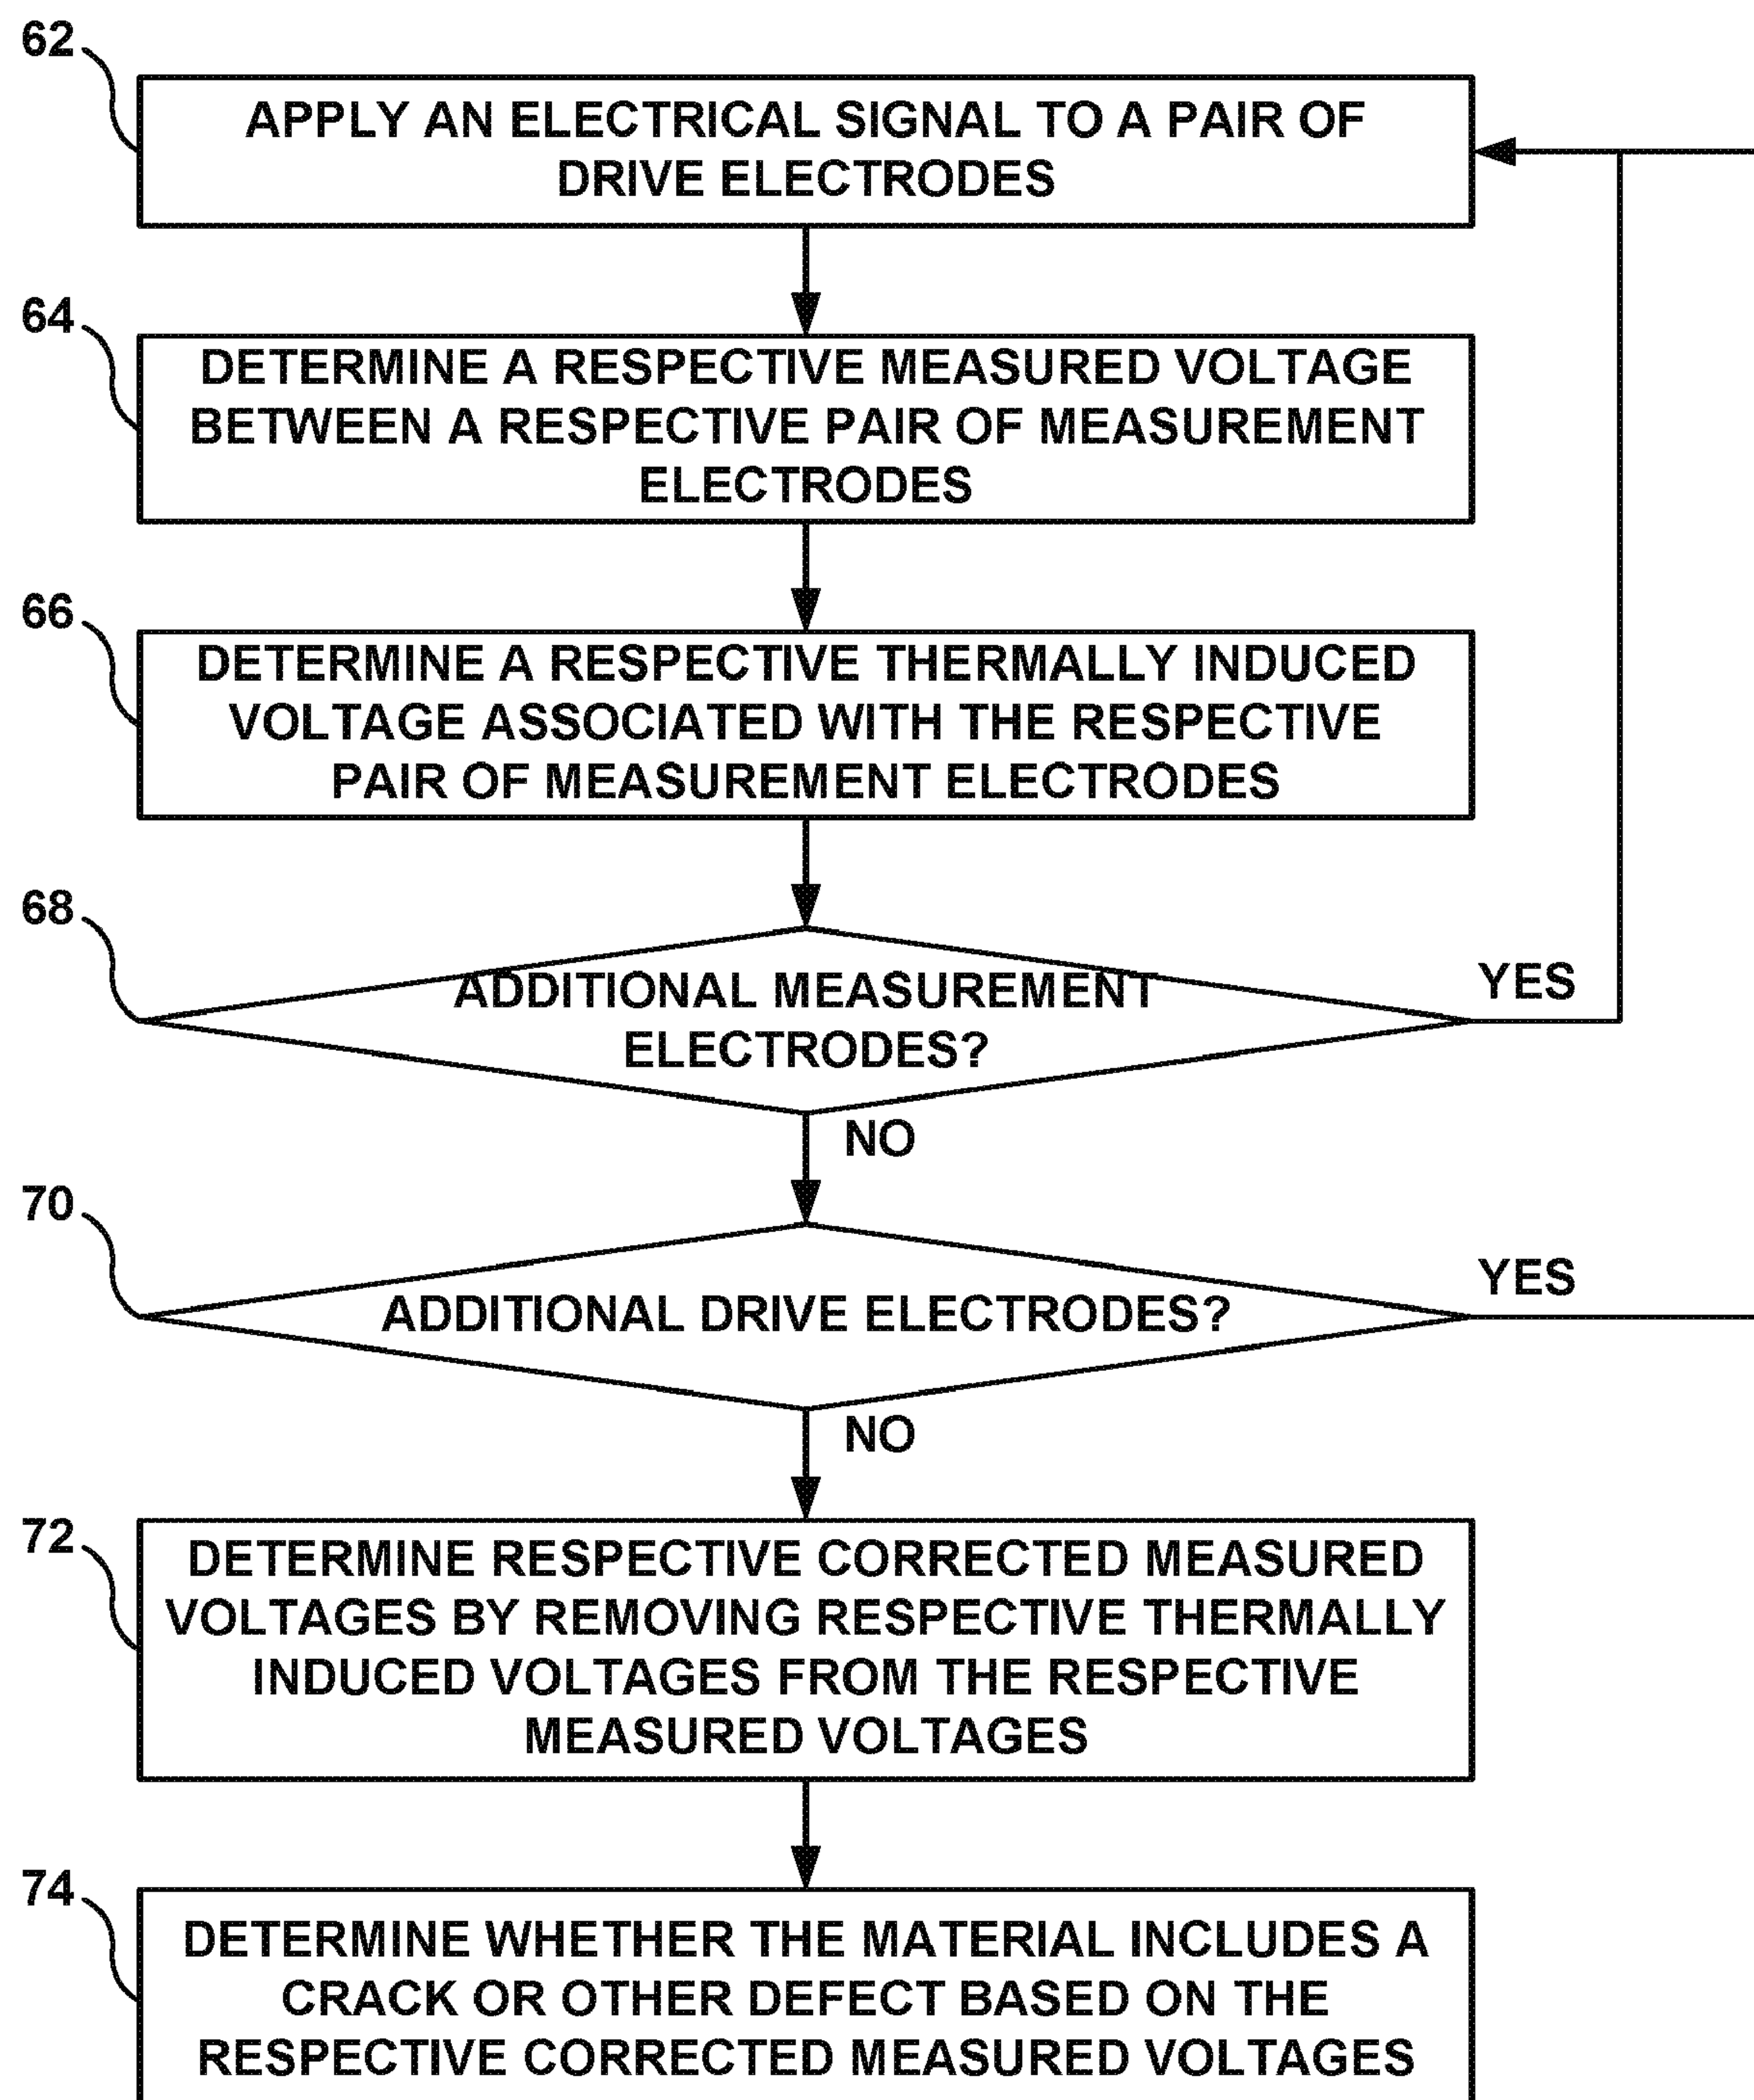 62
APPLY AN ELECTRICAL SIGNAL TO A PAIR OF
DRIVE ELECTRODES
64
DETERMINE A RESPECTIVE MEASURED VOLTAGE
BETWEEN A RESPECTIVE PAIR OF MEASUREMENT
ELECTRODES
66
DETERMINE A RESPECTIVE THERMALLY INDUCED
VOLTAGE ASSOCIATED WITH THE RESPECTIVE
PAIR OF MEASUREMENT ELECTRODES
68
ADDITIONAL MEASUREMENT
ELECTRODES?
YES
NO
70
ADDITIONAL DRIVE ELECTRODES?
YES
NO
72
DETERMINE RESPECTIVE CORRECTED MEASURED
VOLTAGES BY REMOVING RESPECTIVE THERMALLY
INDUCED VOLTAGES FROM THE RESPECTIVE
MEASURED VOLTAGES
74
DETERMINE WHETHER THE MATERIAL INCLUDES A
CRACK OR OTHER DEFECT BASED ON THE
RESPECTIVE CORRECTED MEASURED VOLTAGES